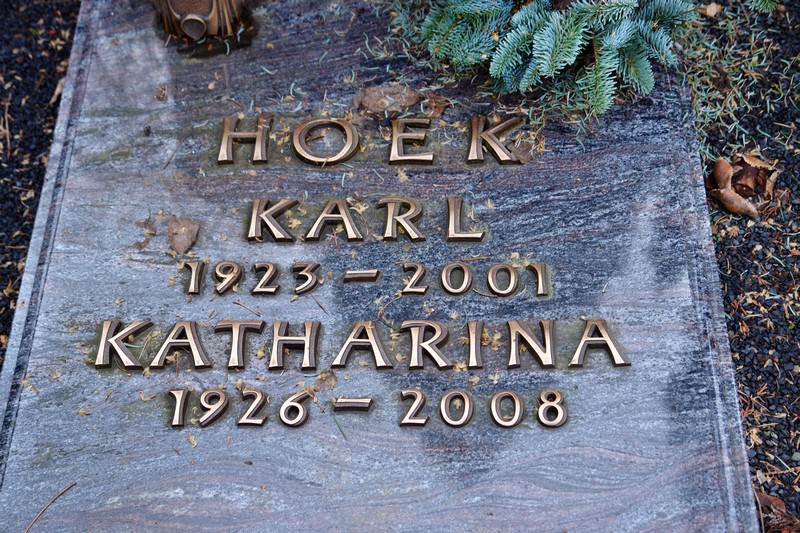 HOEK
KARL
1923 – 2001
KATHARINA
1926 – 2008